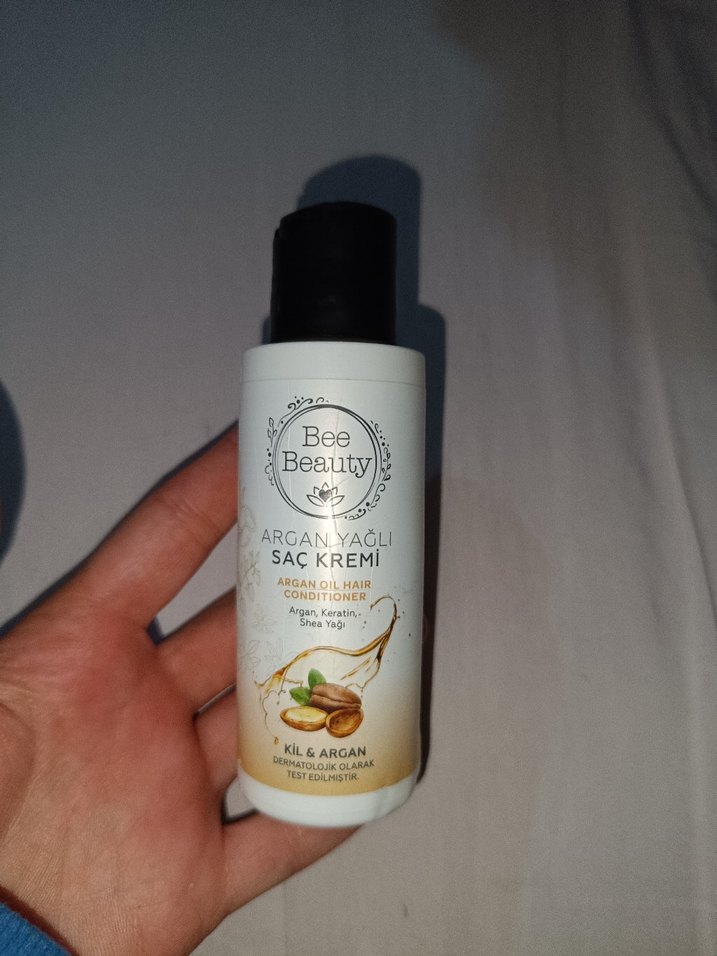 Bee
Beauty
ARGAN YAĞLI
SAÇ KREMİ
ARGAN OIL HAIR
CONDITIONER
Argan, Keratin,
Shea Yağı
KİL & ARGAN
DERMATOLOJİK OLARAK
TEST EDİLMİŞTİR.